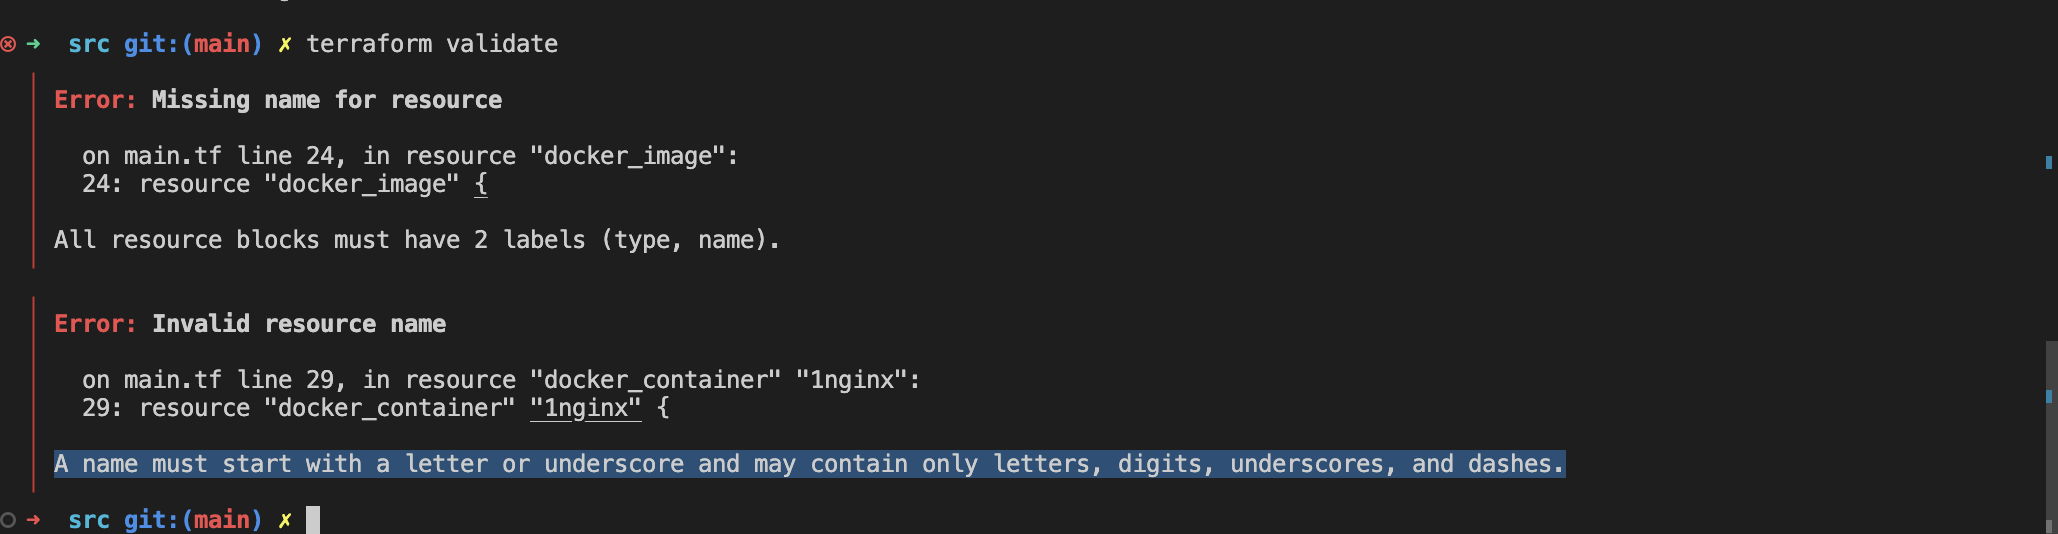 ➜ src git:(main) ✗ terraform validate
Error: Missing name for resource
on main.tf line 24, in resource "docker_image":
24: resource "docker_image" {
All resource blocks must have 2 labels (type, name).
Error: Invalid resource name
on main.tf line 29, in resource "docker_container" "1nginx":
29: resource "docker_container" "1nginx" {
A name must start with a letter or underscore and may contain only letters, digits, underscores, and dashes.
➜ src git:(main) ✗